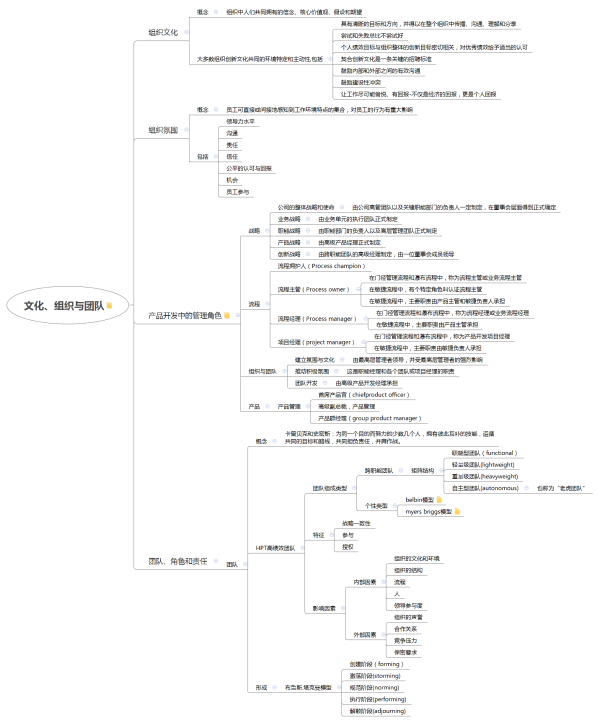 文化、组织与团队
组织文化
概念
组织中人们共同拥有的信念、核心价值观、假设和期望
大多数组织创新文化共同的环境特定和主动性,包括
具有清晰的目标和方向，并得以在整个组织中传播、沟通、理解和分享
尝试和失败总比不尝试好
个人绩效目标与组织整体的创新目标密切相关，对优秀绩效给予适当的认可
契合创新文化是一条关键的招聘标准
鼓励内部和外部之间的有效沟通
鼓励建设性冲突
让工作尽可能愉悦、有回报-不仅是经济的回报，更是个人回报
组织氛围
概念
员工可直接或间接地感知到工作环境特点的集合，对员工的行为有重大影响
包括
领导力水平
沟通
责任
信任
公平的认可与回报
机会
员工参与
产品开发中的管理角色
战略
公司的整体战略和使命
由公司高管团队以及关键职能部门的负责人一定制定，在董事会层面得到正式确定
业务战略
由业务单元的执行团队正式制定
职能战略
由职能部门的负责人以及高层管理团队正式制定
产品战略
由高级产品经理正式制定
创新战略
由跨职能团队的高级经理制定，由一位董事会成员领导
流程
流程拥护人（Process champion）
流程主管（Process owner）
在门径管理流程和瀑布流程中，称为流程主管或业务流程主管
在敏捷流程中，有个特定角色叫认证流程主管
在敏捷流程中，主要职责由产品主管和敏捷负责人承担
流程经理（Process manager）
在门径管理流程和瀑布流程中，称为流程经理或业务流程经理
在敏捷流程中，主要职责由产品主管承担
项目经理（project manager）
在门径管理流程和瀑布流程中，称为产品开发项目经理
在敏捷流程中，主要职责由敏捷负责人承担
组织与团队
建立氛围与文化
由最高层管理者领导，并受最高层管理者的强烈影响
推动积极氛围
这是职能经理和各个团队或项目经理的职责
团队开发
由高级产品开发经理承担
产品
产品管理
首席产品官（chiefproduct officer）
高级副总裁，产品管理
产品群经理（group product manager）
团队、角色和责任
团队
概念
卡曾贝克和史密斯：为同一个目的而努力的少数几个人，拥有彼此互补的技能，遵循
共同的目标和路线，共同担负责任，并肩作战。
HPT高绩效团队
团队组成类型
跨职能团队
矩阵结构
职能型团队（functional）
轻量级团队(lightweight)
重量级团队(heavyweight)
自主型团队(autonomous)
也称为“老虎团队”
个性类型
belbin模型
myers briggs模型
特征
战略一致性
参与
授权
影响因素
内部因素
组织的文化和环境
组织的结构
流程
人
领导参与度
外部因素
组织的声誉
合作关系
竞争压力
保密要求
形成
布鲁斯.塔克曼模型
创建阶段（forming）
激荡阶段(storming)
规范阶段(norming)
执行阶段(performing)
解散阶段(adjourning)